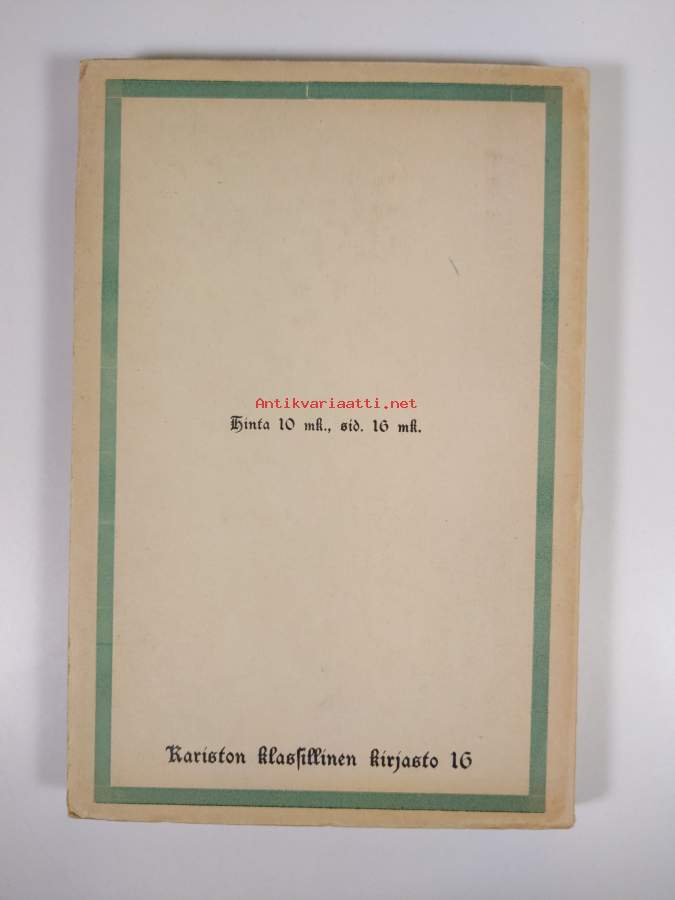 Antikvariaatti.net
Hinta 10 mk., sid. 16 mk.
Kariston klassillinen kirjasto 16